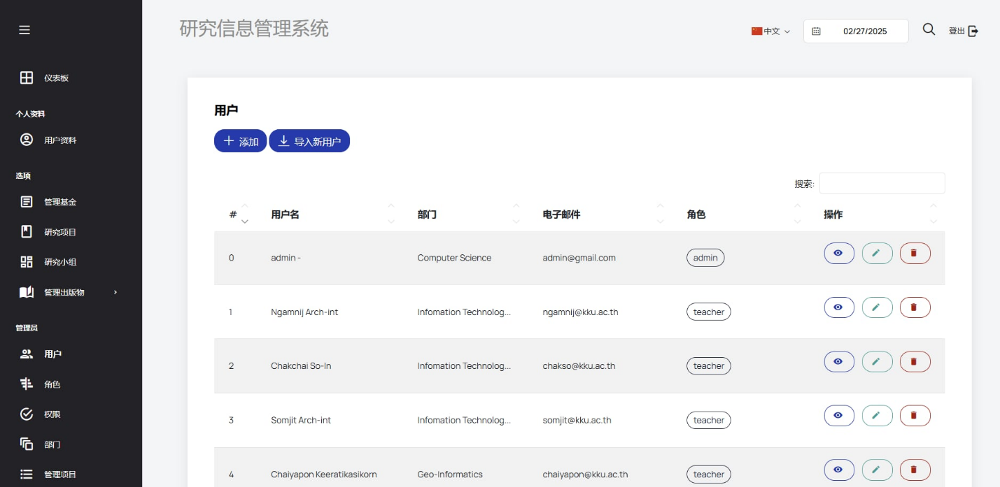 研究信息管理系统
中文
02/27/2025
登出
仪表板
个人资料
用户资料
选项
管理基金
研究项目
研究小组
管理出版物
管理员
用户
角色
权限
部门
管理项目
用户
添加
导入新用户
搜索:
# 用户名 部门 电子邮件 角色 操作
0 admin - Computer Science admin@gmail.com admin
1 Ngamnij Arch-int Infomation Technolog... ngamnij@kku.ac.th teacher
2 Chakchai So-In Infomation Technolog... chakso@kku.ac.th teacher
3 Somjit Arch-int Infomation Technolog... somjit@kku.ac.th teacher
4 Chaiyapon Keeratikasikorn Geo-Informatics chaiyapon@kku.ac.th teacher